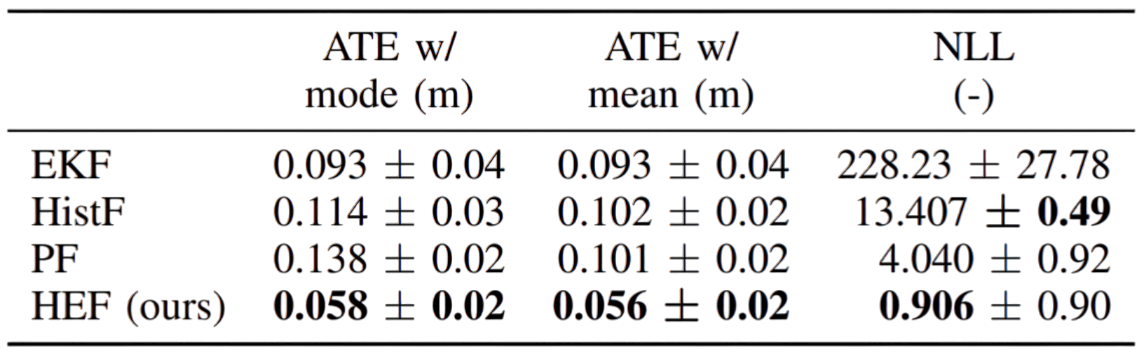 ATE w/ ATE w/ NLL
mode (m) mean (m) (-)
EKF 0.093 ± 0.04 0.093 ± 0.04 228.23 ± 27.78
HistF 0.114 ± 0.03 0.102 ± 0.02 13.407 ± 0.49
PF 0.138 ± 0.02 0.101 ± 0.02 4.040 ± 0.92
HEF (ours) 0.058 ± 0.02 0.056 ± 0.02 0.906 ± 0.90